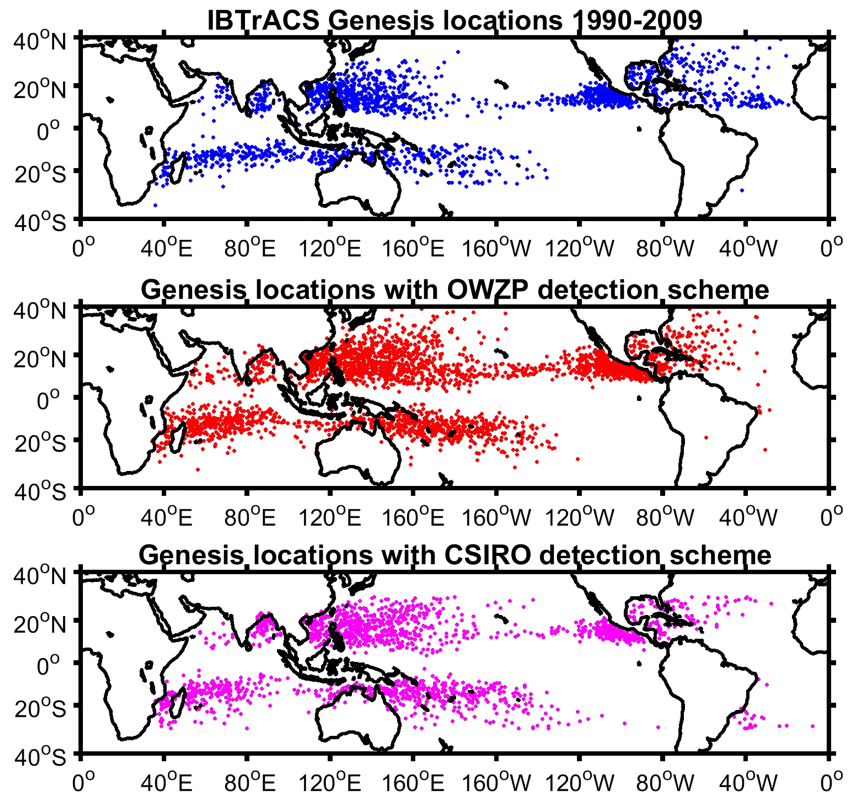 IBTrACS Genesis locations 1990-2009
40°N
20°N
0°
20°S
40°S
0° 40°E 80°E 120°E 160°E 160°W 120°W 80°W 40°W 0°
Genesis locations with OWZP detection scheme
40°N
20°N
0°
20°S
40°S
0° 40°E 80°E 120°E 160°E 160°W 120°W 80°W 40°W 0°
Genesis locations with CSIRO detection scheme
40°N
20°N
0°
20°S
40°S
0° 40°E 80°E 120°E 160°E 160°W 120°W 80°W 40°W 0°